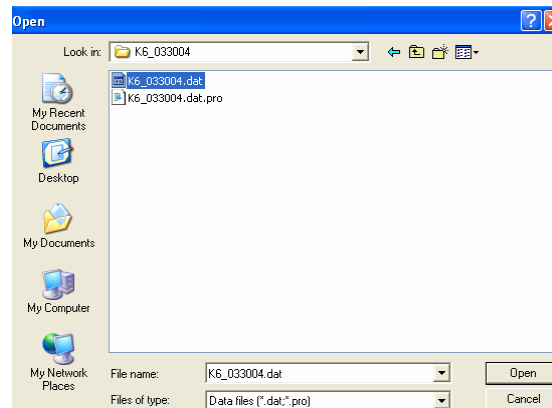 Open
Look in:
K6_033004
K6_033004.dat
K6_033004.dat.pro
My Recent
Documents
Desktop
My Documents
My Computer
My Network
Places
File name:
K6_033004.dat
Open
Files of type:
Data files (*.dat;*.pro)
Cancel